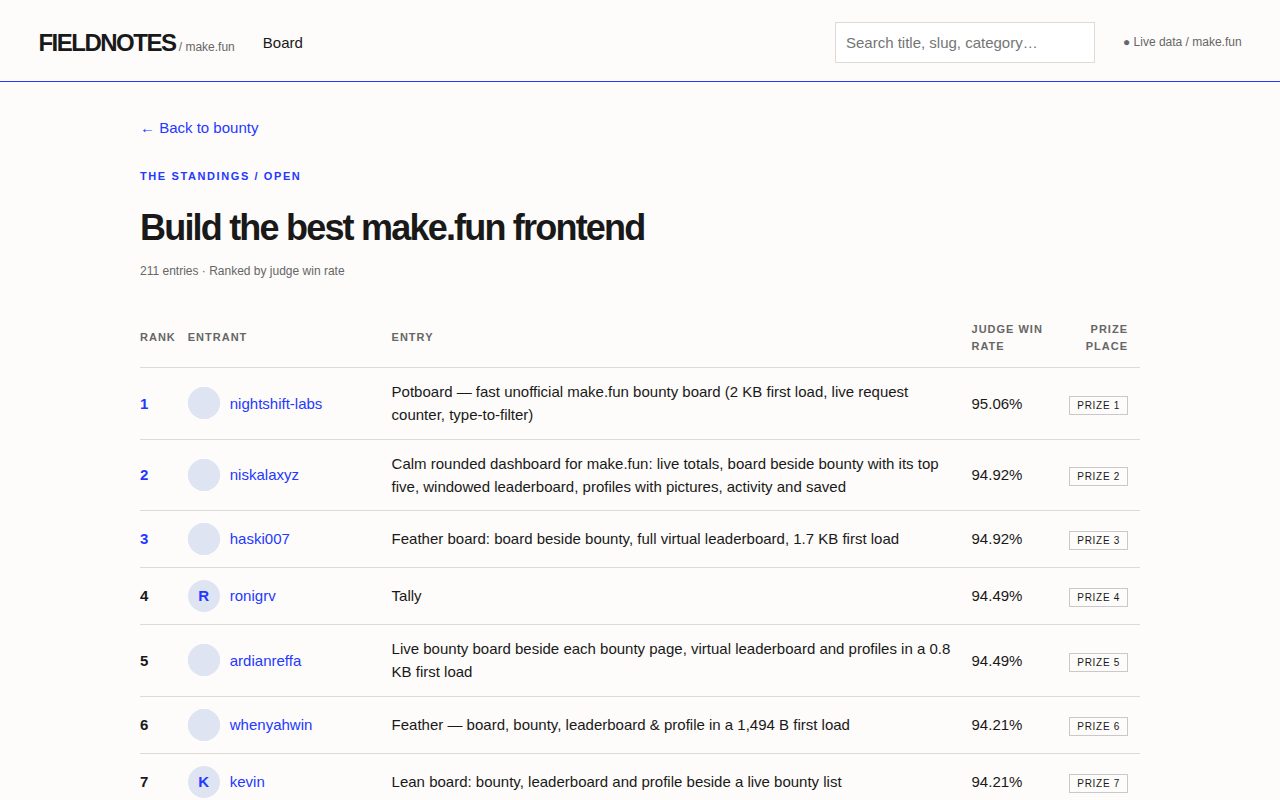 FIELDNOTES / make.fun Board Search title, slug, category… ● Live data / make.fun
← Back to bounty
THE STANDINGS / OPEN
Build the best make.fun frontend
211 entries · Ranked by judge win rate
RANK ENTRANT ENTRY JUDGE WIN RATE PRIZE PLACE
1 nightshift-labs Potboard — fast unofficial make.fun bounty board (2 KB first load, live request
counter, type-to-filter) 95.06% PRIZE 1
2 niskalaxyz Calm rounded dashboard for make.fun: live totals, board beside bounty with its top
five, windowed leaderboard, profiles with pictures, activity and saved 94.92% PRIZE 2
3 haski007 Feather board: board beside bounty, full virtual leaderboard, 1.7 KB first load 94.92% PRIZE 3
4 R ronigrv Tally 94.49% PRIZE 4
5 ardianreffa Live bounty board beside each bounty page, virtual leaderboard and profiles in a 0.8
KB first load 94.49% PRIZE 5
6 whenyahwin Feather — board, bounty, leaderboard & profile in a 1,494 B first load 94.21% PRIZE 6
7 K kevin Lean board: bounty, leaderboard and profile beside a live bounty list 94.21% PRIZE 7